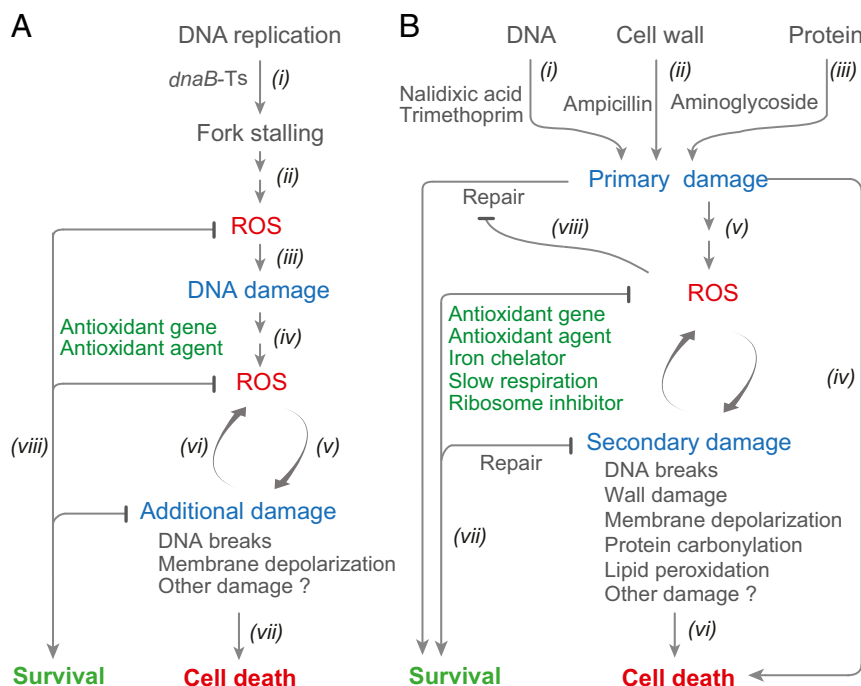 A
DNA replication
dnaB-Ts
(i)
Fork stalling
(ii)
ROS
(iii)
DNA damage
Antioxidant gene
Antioxidant agent
(iv)
ROS
(viii)
(vi)
(v)
Additional damage
DNA breaks
Membrane depolarization
Other damage ?
(vii)
Survival
Cell death
B
DNA
Cell wall
Protein
(i)
(ii)
(iii)
Nalidixic acid
Trimethoprim
Ampicillin
Aminoglycoside
Primary damage
Repair
(viii)
(v)
ROS
Antioxidant gene
Antioxidant agent
Iron chelator
Slow respiration
Ribosome inhibitor
(iv)
Secondary damage
Repair
DNA breaks
Wall damage
Membrane depolarization
Protein carbonylation
Lipid peroxidation
Other damage ?
(vii)
(vi)
Survival
Cell death